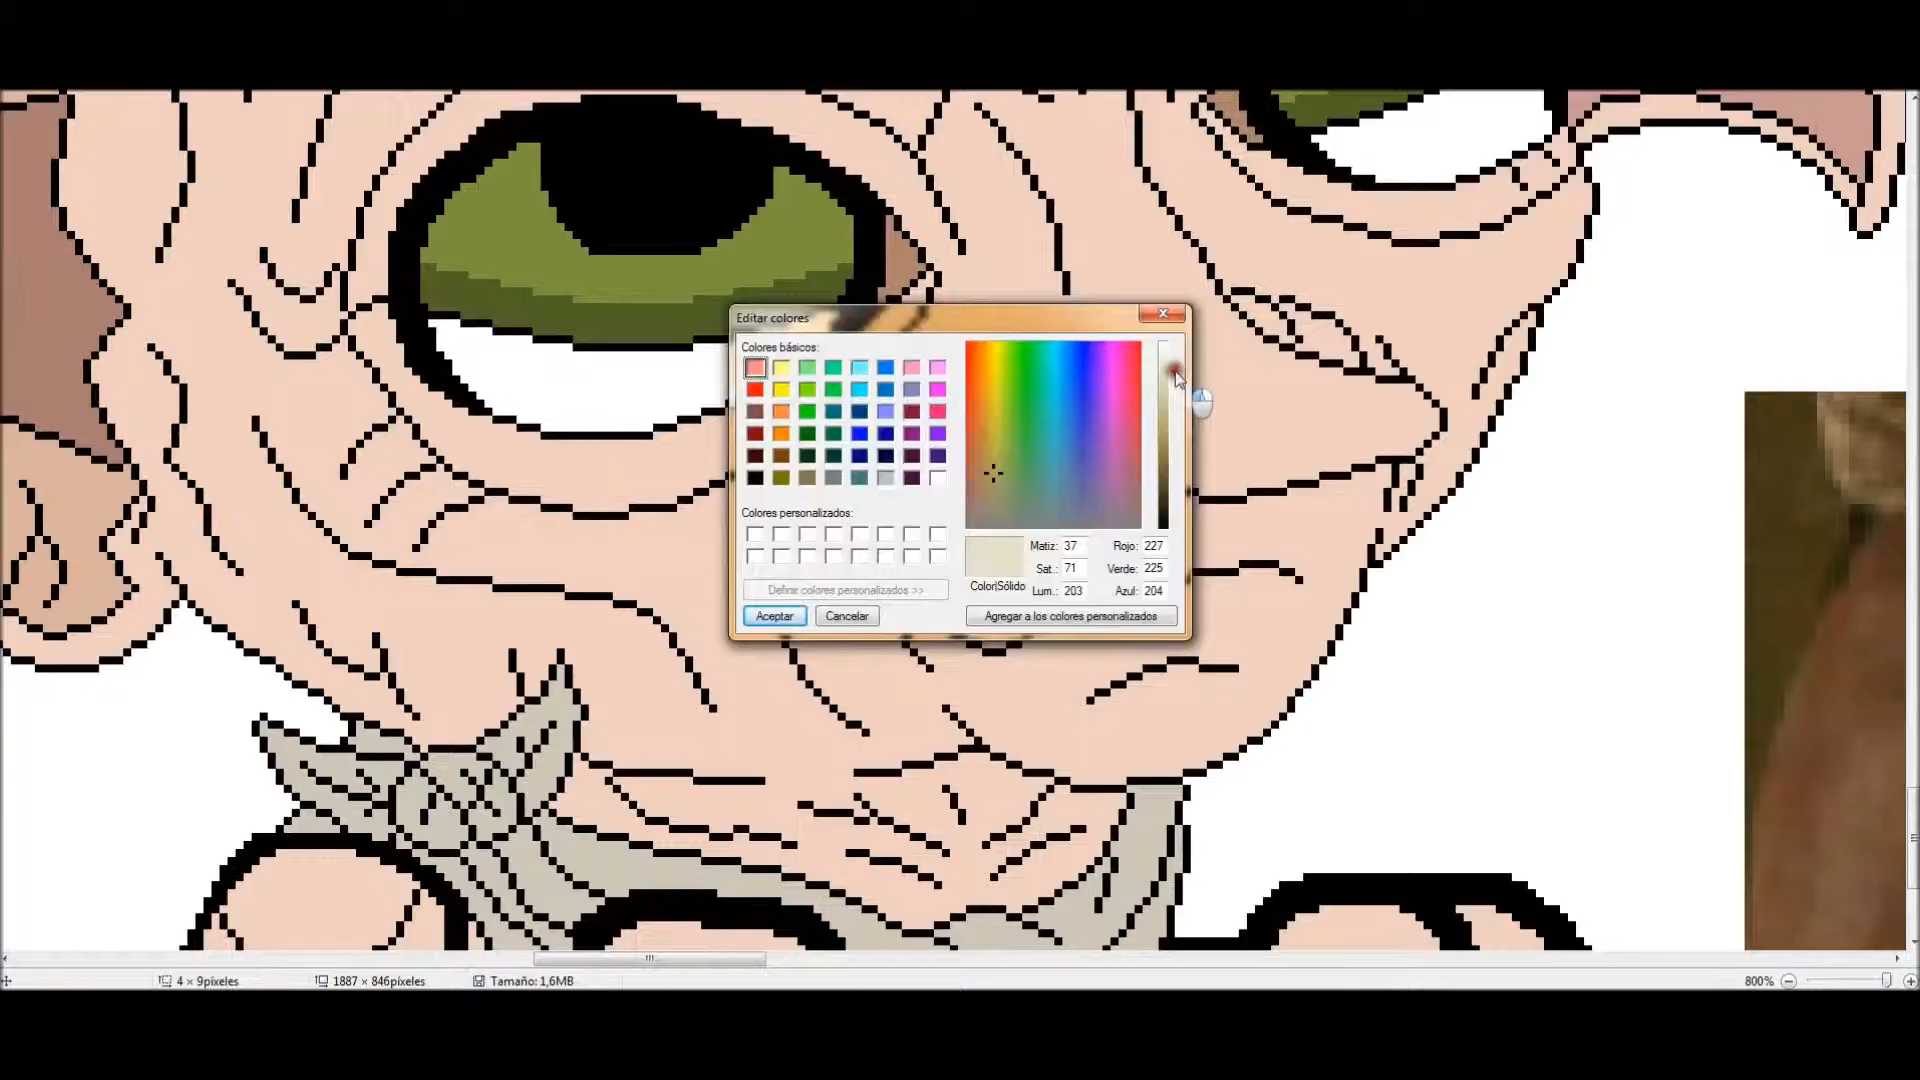 Editar colores
Colores básicos:
Colores personalizados:
Matiz: 37 Rojo: 227
Sat.: 71 Verde: 225
Color|Sólido Lum.: 203 Azul: 204
Definir colores personalizados >>
Aceptar Cancelar Agregar a los colores personalizados
4 × 9píxeles 1887 × 846píxeles Tamaño: 1,6MB 800%